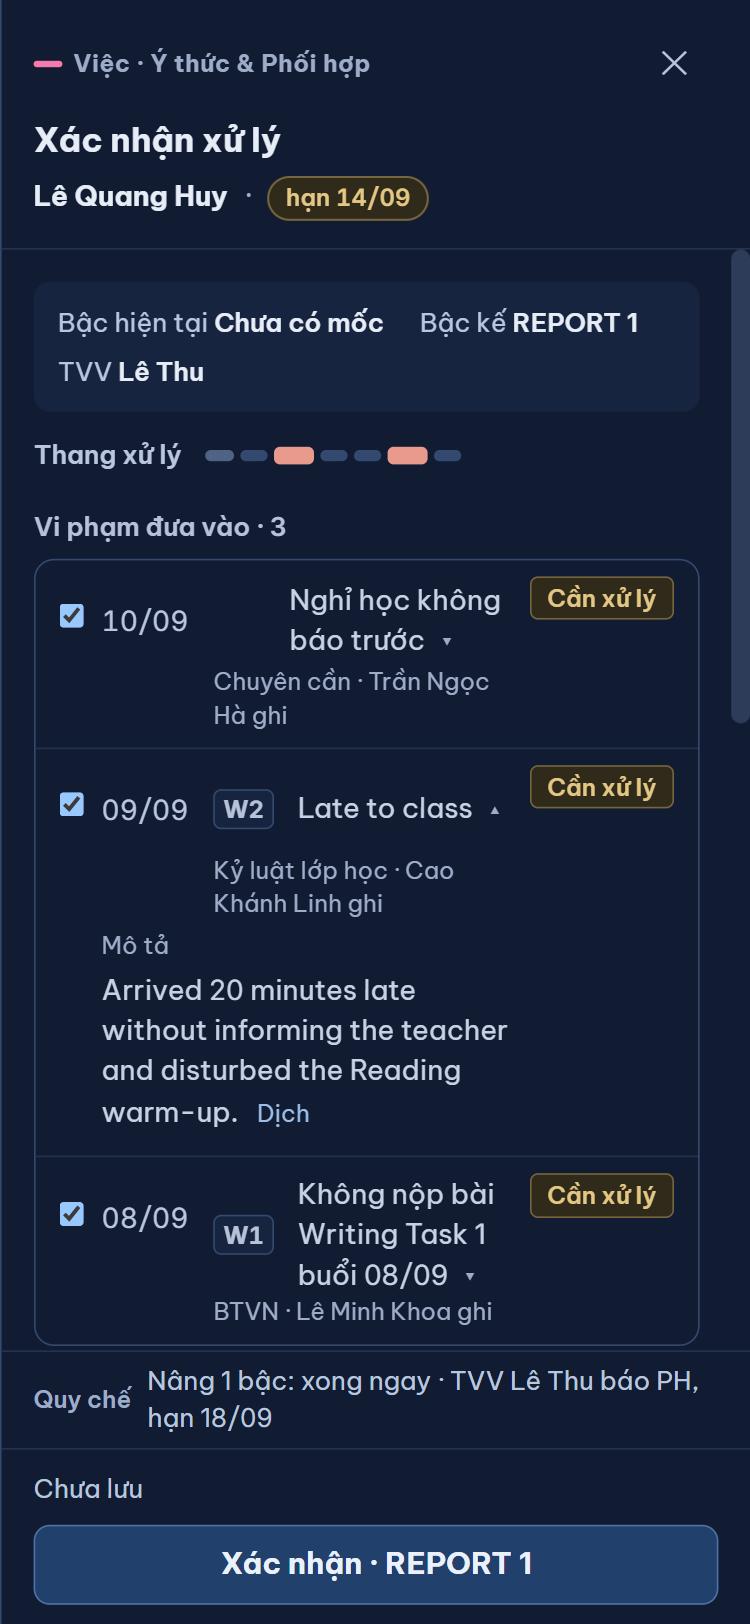 Việc · Ý thức & Phối hợp
Xác nhận xử lý
Lê Quang Huy · hạn 14/09
Bậc hiện tại Chưa có mốc Bậc kế REPORT 1
TVV Lê Thu
Thang xử lý
Vi phạm đưa vào · 3
10/09 Nghỉ học không báo trước ▾ Cần xử lý
Chuyên cần · Trần Ngọc
Hà ghi
09/09 W2 Late to class ▴ Cần xử lý
Kỷ luật lớp học · Cao
Khánh Linh ghi
Mô tả
Arrived 20 minutes late
without informing the teacher
and disturbed the Reading
warm-up. Dịch
08/09 W1 Không nộp bài Writing Task 1 buổi 08/09 ▾ Cần xử lý
BTVN · Lê Minh Khoa ghi
Quy chế Nâng 1 bậc: xong ngay · TVV Lê Thu báo PH,
hạn 18/09
Chưa lưu
Xác nhận · REPORT 1